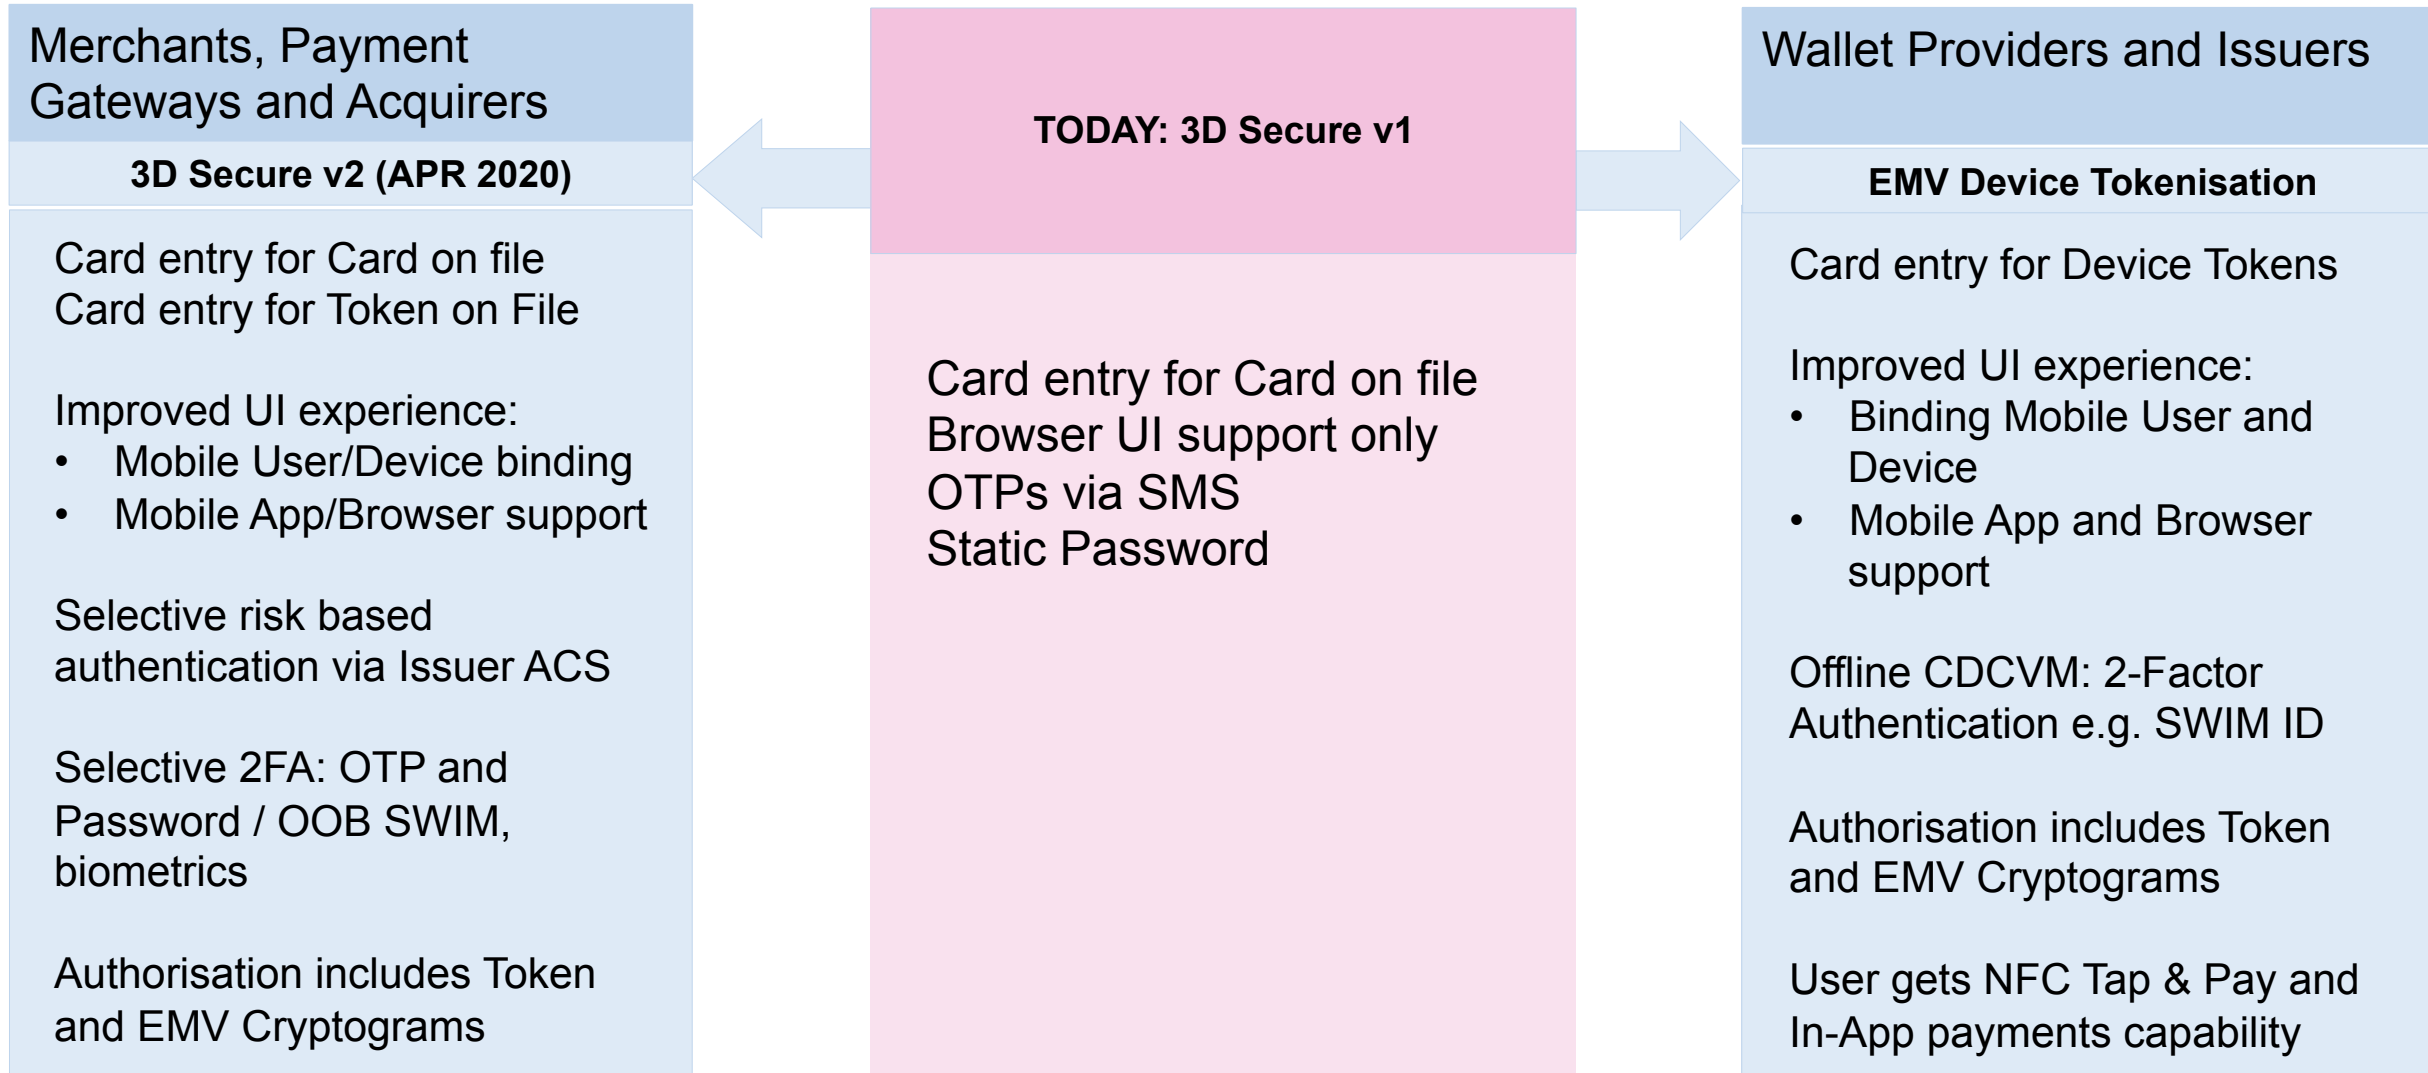 Merchants, Payment
Gateways and Acquirers
3D Secure v2 (APR 2020)
Card entry for Card on file
Card entry for Token on File
Improved UI experience:
• Mobile User/Device binding
• Mobile App/Browser support
Selective risk based
authentication via Issuer ACS
Selective 2FA: OTP and
Password / OOB SWIM,
biometrics
Authorisation includes Token
and EMV Cryptograms
TODAY: 3D Secure v1
Card entry for Card on file
Browser UI support only
OTPs via SMS
Static Password
Wallet Providers and Issuers
EMV Device Tokenisation
Card entry for Device Tokens
Improved UI experience:
• Binding Mobile User and
Device
• Mobile App and Browser
support
Offline CDCVM: 2-Factor
Authentication e.g. SWIM ID
Authorisation includes Token
and EMV Cryptograms
User gets NFC Tap & Pay and
In-App payments capability